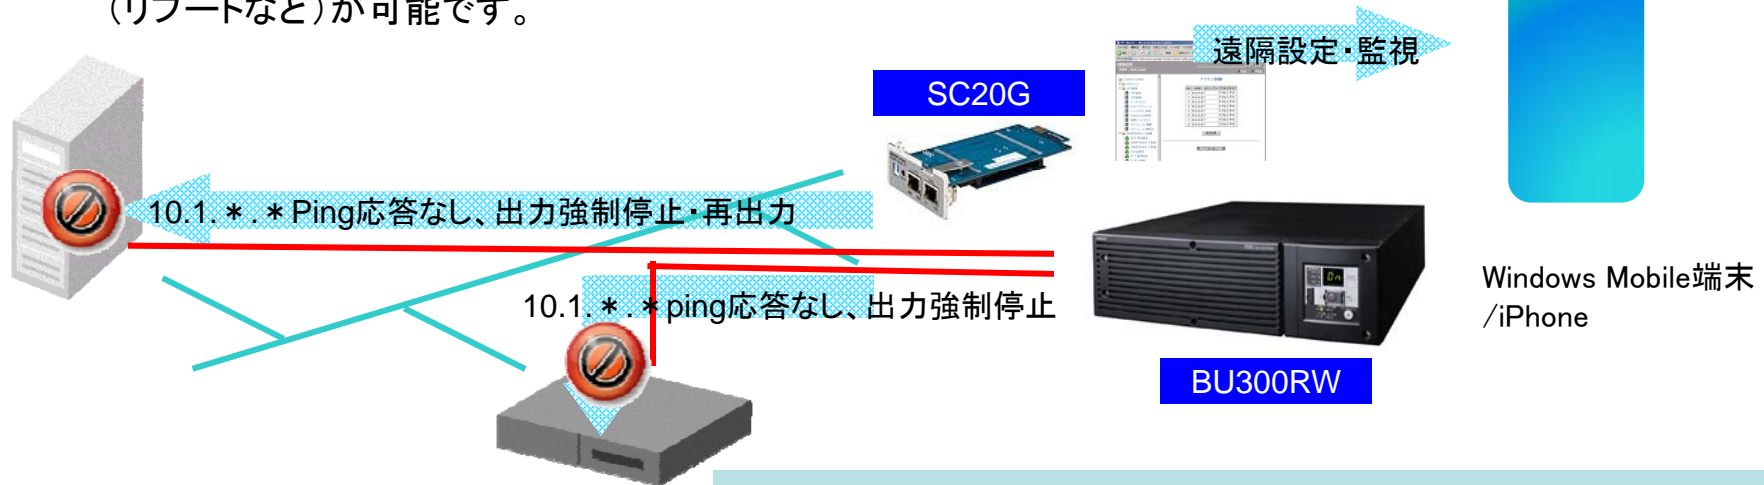 （リブートなど）が可能です。
遠隔設定・監視
SC20G
10.1.＊.＊Ping応答なし、出力強制停止・再出力
10.1.＊.＊ping応答なし、出力強制停止
Windows Mobile端末
/iPhone
BU300RW